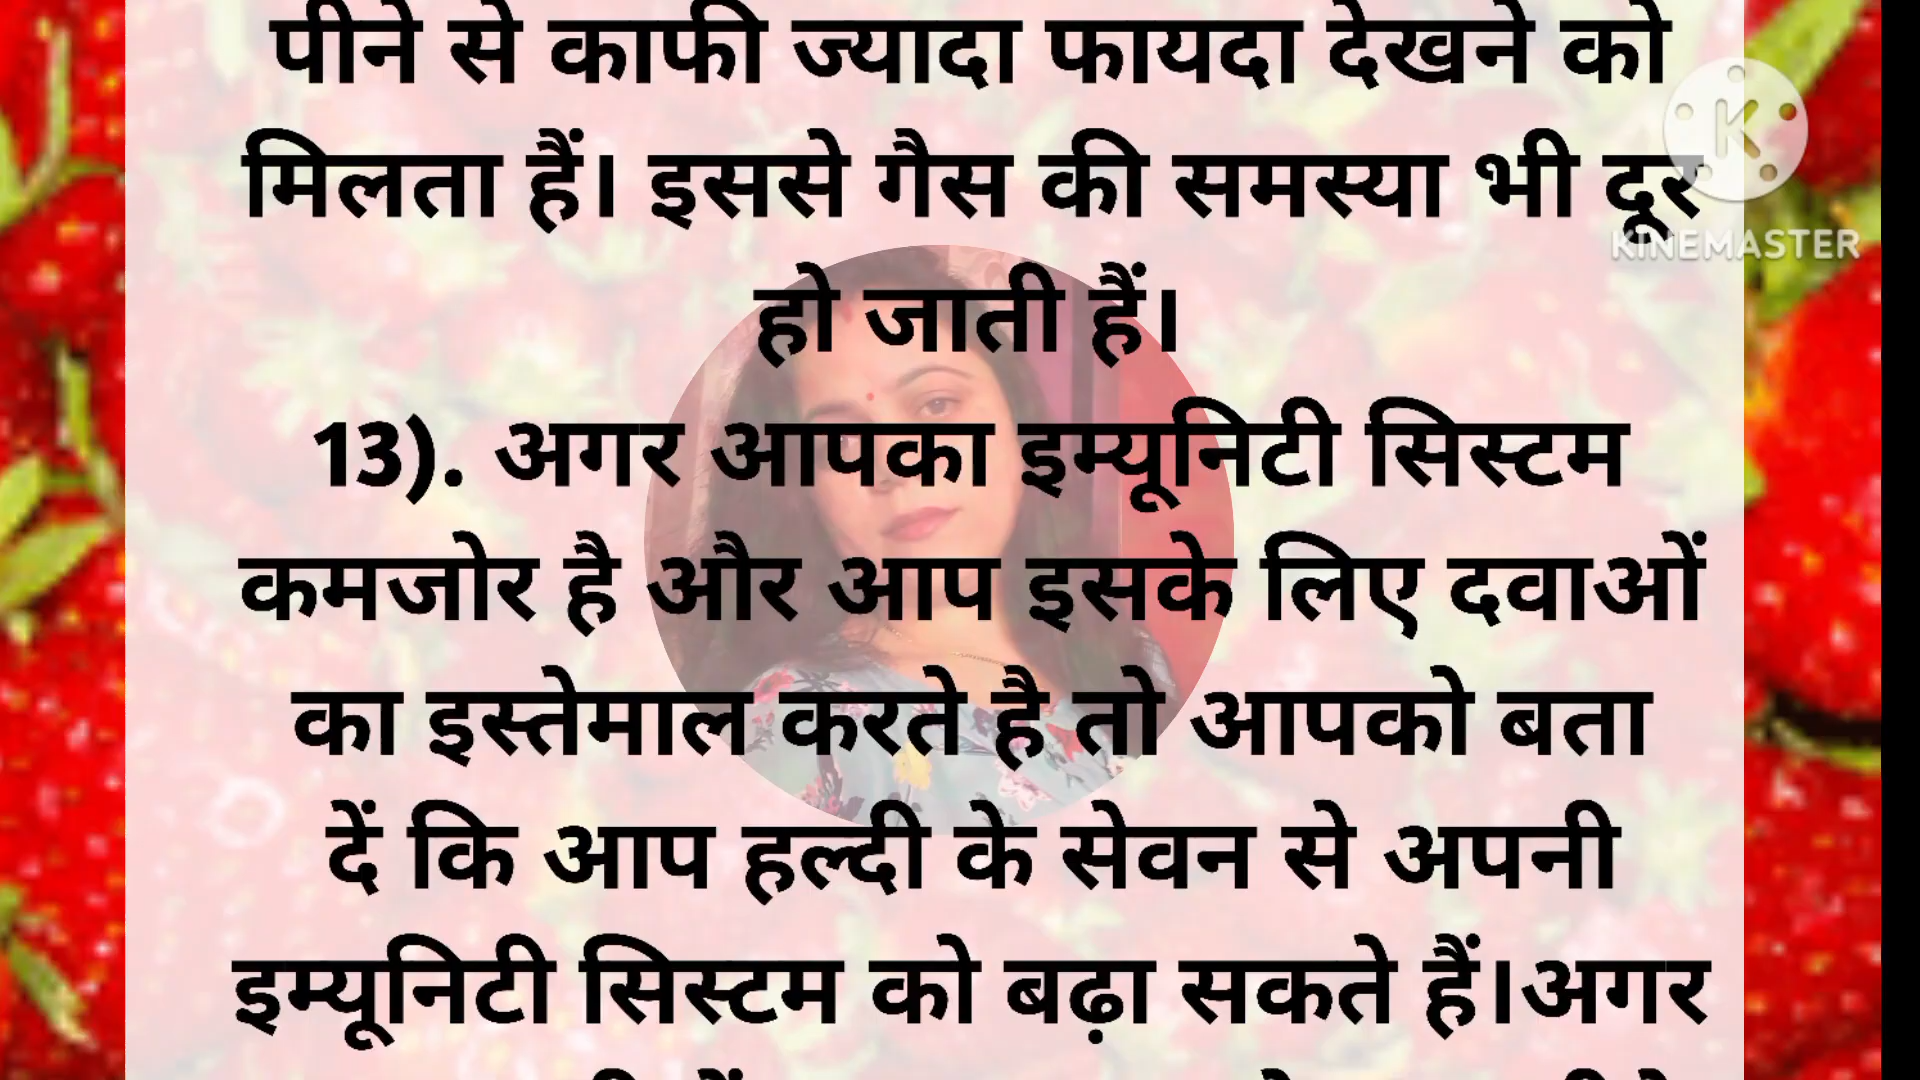 पीने से काफी ज्यादा फायदा देखने को
मिलता हैं। इससे गैस की समस्या भी दूर
हो जाती हैं।
13). अगर आपका इम्यूनिटी सिस्टम
कमजोर है और आप इसके लिए दवाओं
का इस्तेमाल करते है तो आपको बता
दें कि आप हल्दी के सेवन से अपनी
इम्यूनिटी सिस्टम को बढ़ा सकते हैं।अगर
K
KINEMASTER